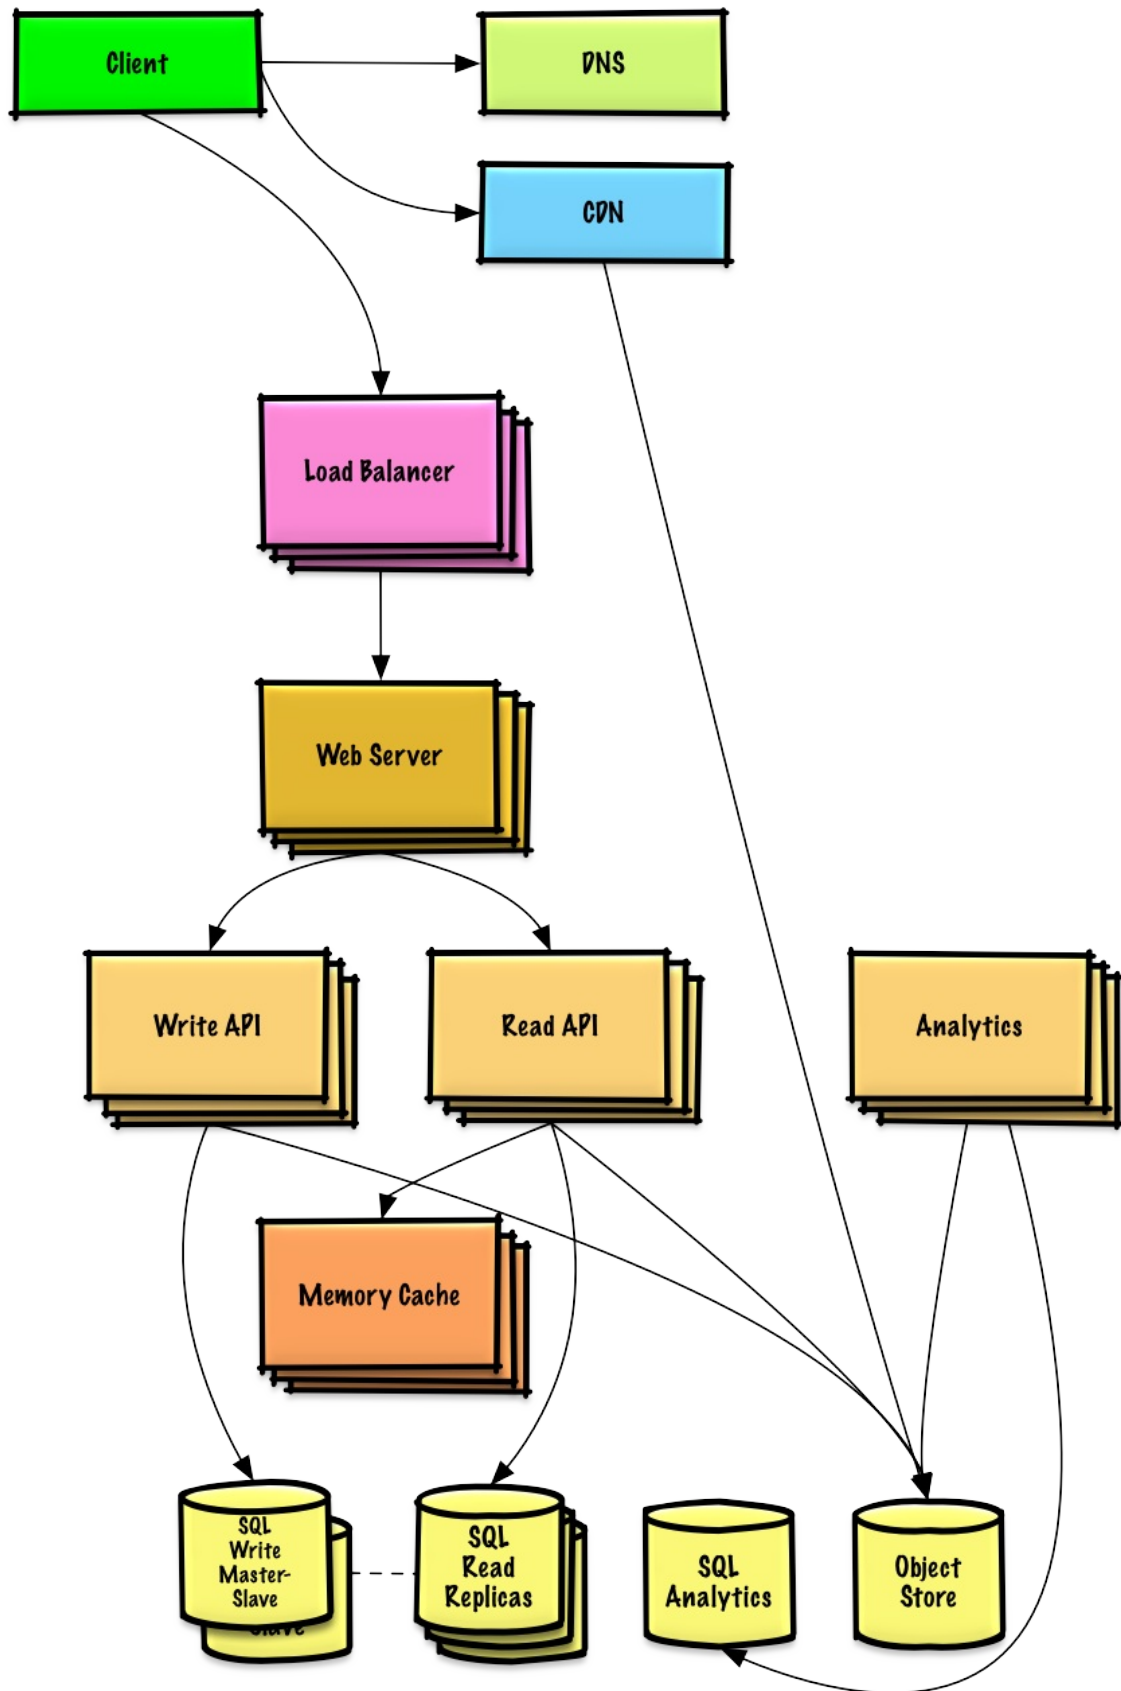 Client
DNS
CDN
Load Balancer
Web Server
Write API
Read API
Analytics
Memory Cache
SQL
Write
Master-
Slave
Slave
SQL
Read
Replicas
SQL
Analytics
Object
Store